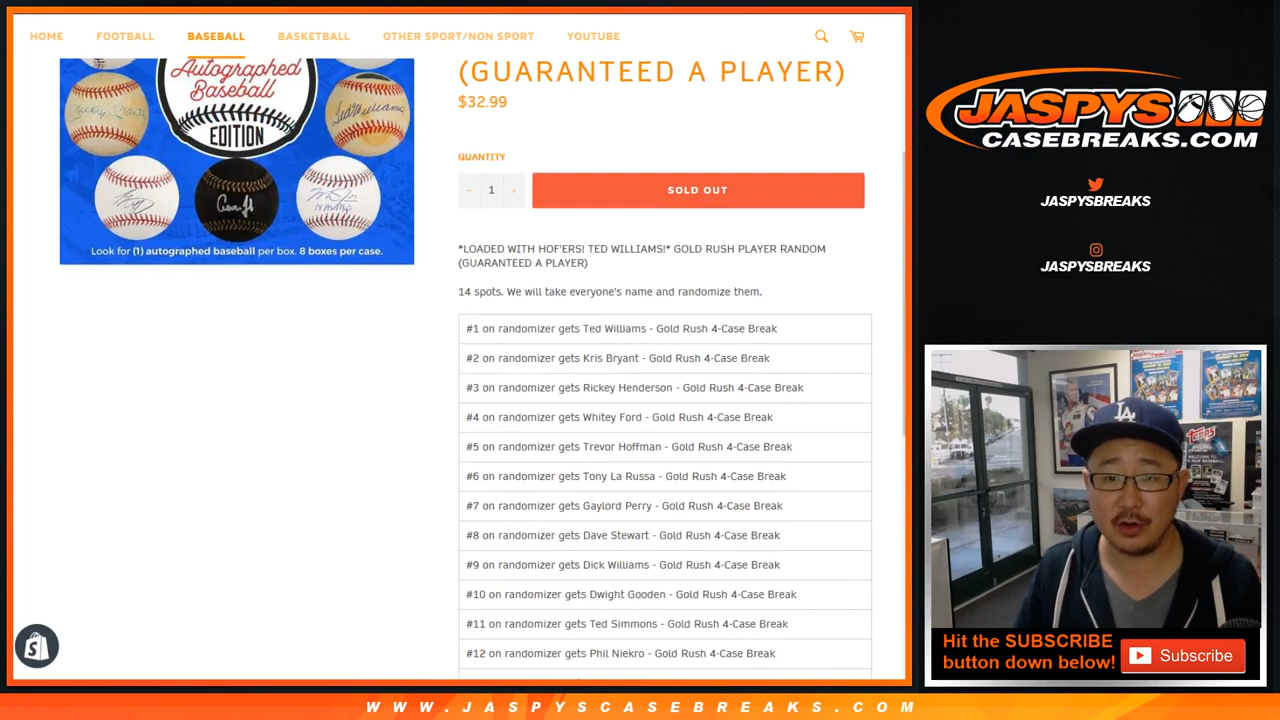 HOME FOOTBALL BASEBALL BASKETBALL OTHER SPORT/NON SPORT YOUTUBE
Autographed
Baseball
EDITION
Look for (1) autographed baseball per box. 8 boxes per case.
(GUARANTEED A PLAYER)
$32.99
QUANTITY
− 1 + SOLD OUT
*LOADED WITH HOF'ERS! TED WILLIAMS!* GOLD RUSH PLAYER RANDOM
(GUARANTEED A PLAYER)
14 spots. We will take everyone's name and randomize them.
#1 on randomizer gets Ted Williams - Gold Rush 4-Case Break
#2 on randomizer gets Kris Bryant - Gold Rush 4-Case Break
#3 on randomizer gets Rickey Henderson - Gold Rush 4-Case Break
#4 on randomizer gets Whitey Ford - Gold Rush 4-Case Break
#5 on randomizer gets Trevor Hoffman - Gold Rush 4-Case Break
#6 on randomizer gets Tony La Russa - Gold Rush 4-Case Break
#7 on randomizer gets Gaylord Perry - Gold Rush 4-Case Break
#8 on randomizer gets Dave Stewart - Gold Rush 4-Case Break
#9 on randomizer gets Dick Williams - Gold Rush 4-Case Break
#10 on randomizer gets Dwight Gooden - Gold Rush 4-Case Break
#11 on randomizer gets Ted Simmons - Gold Rush 4-Case Break
#12 on randomizer gets Phil Niekro - Gold Rush 4-Case Break
JASPYS
CASEBREAKS.COM
JASPYSBREAKS
JASPYSBREAKS
LA
topps
Hit the SUBSCRIBE
button down below!
Subscribe
WWW.JASPYSCASEBREAKS.COM